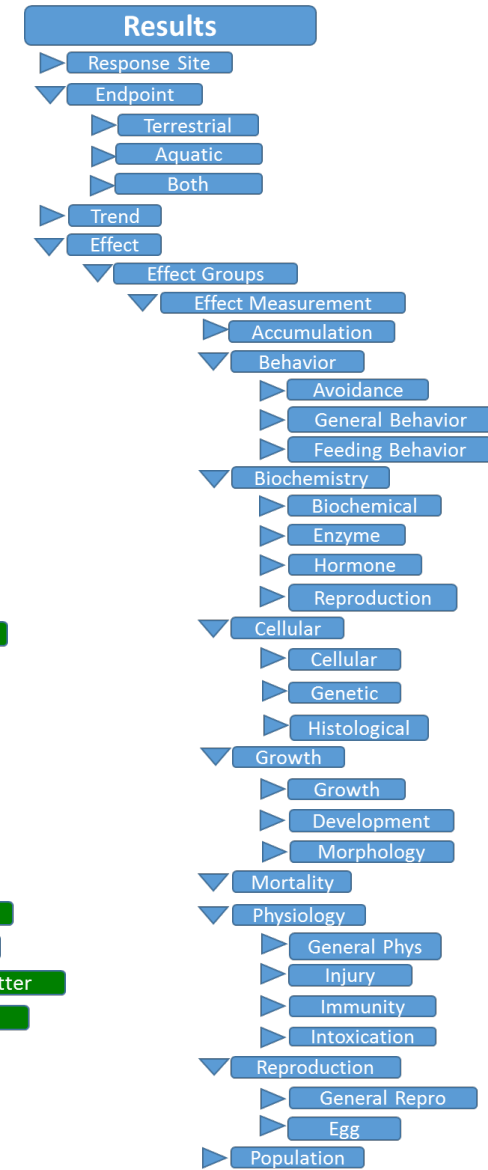 Results
Response Site
Endpoint
Terrestrial
Aquatic
Both
Trend
Effect
Effect Groups
Effect Measurement
Accumulation
Behavior
Avoidance
General Behavior
Feeding Behavior
Biochemistry
Biochemical
Enzyme
Hormone
Reproduction
Cellular
Cellular
Genetic
Histological
Growth
Growth
Development
Morphology
Mortality
Physiology
General Phys
tter
Injury
Immunity
Intoxication
Reproduction
General Repro
Egg
Population